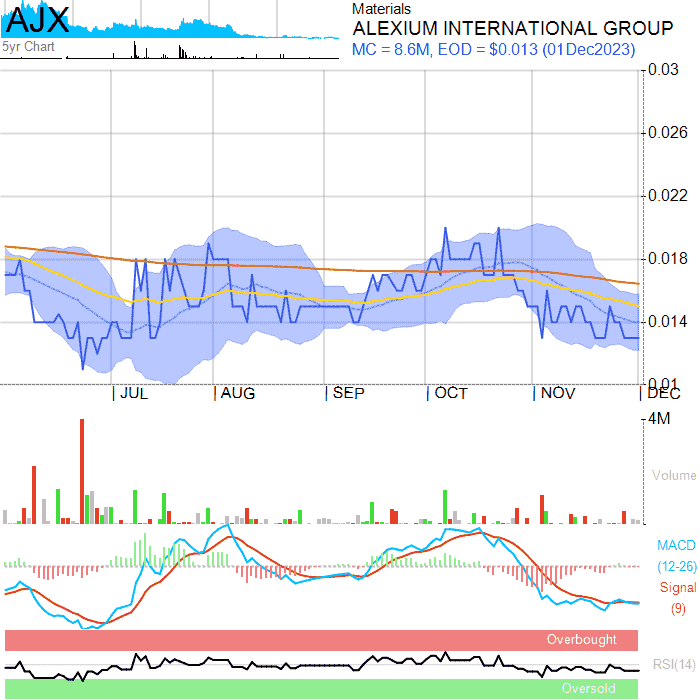 AJX
5yr Chart
Materials
ALEXIUM INTERNATIONAL GROUP
MC = 8.6M, EOD = $0.013 (01Dec2023)
0.03
0.026
0.022
0.018
0.014
0.01
JUL AUG SEP OCT NOV DEC
4M
Volume
MACD
(12-26)
Signal
(9)
Overbought
RSI(14)
Oversold